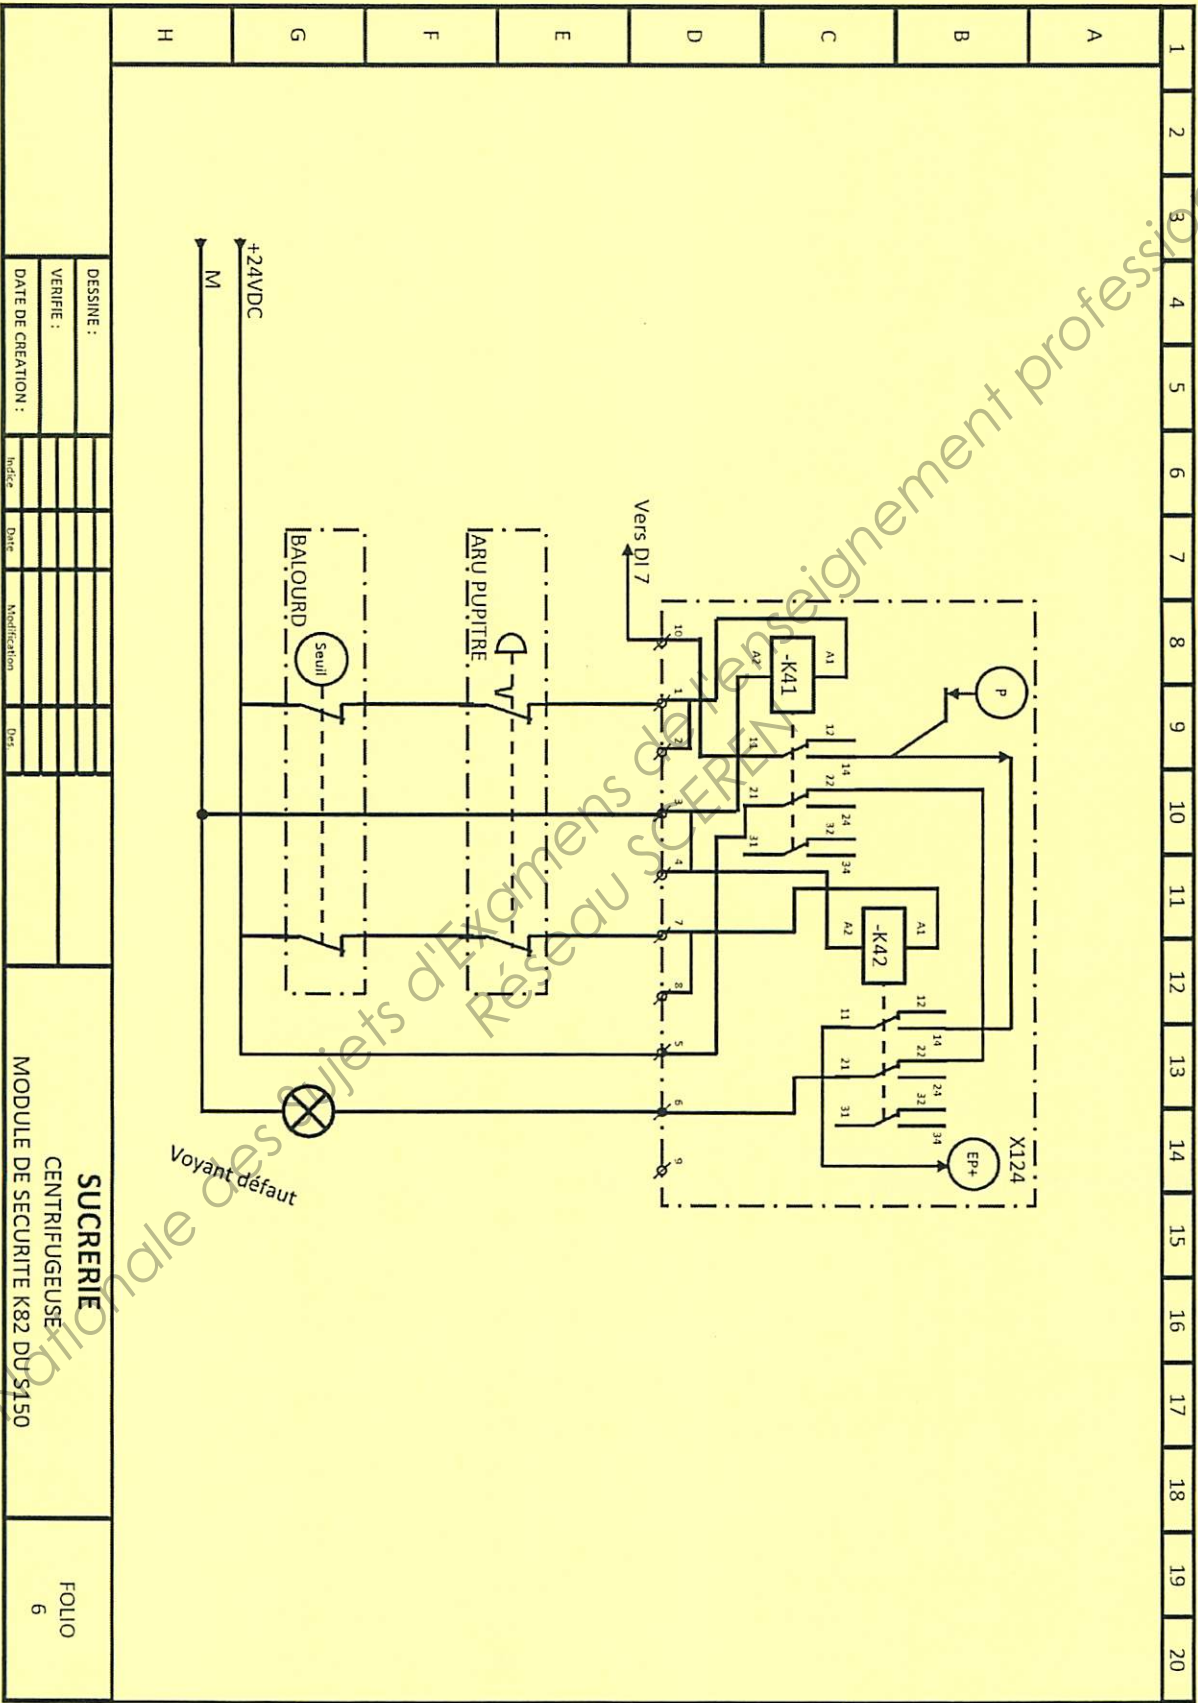 1 2 3 4 5 6 7 8 9 10 11 12 13 14 15 16 17 18 19 20
A
B
C
D
E
F
G
H
P
X124
EP+
-K41
A1
A2
12
14
22
24
32
34
11
21
31
-K42
A1
A2
12
14
22
24
32
34
11
21
31
10
1
2
3
4
7
8
5
6
9
Vers DI 7
ARU PUPITRE
BALOURD
Seuil
+24VDC
M
Voyant défaut
DESSINE :
VERIFIE :
DATE DE CREATION :
Indice
Date
Modification
Des.
SUCRERIE
CENTRIFUGEUSE
MODULE DE SECURITE K82 DU S150
FOLIO
6
Nationale des Sujets d'Examens de l'enseignement professio
Réseau SCEREN